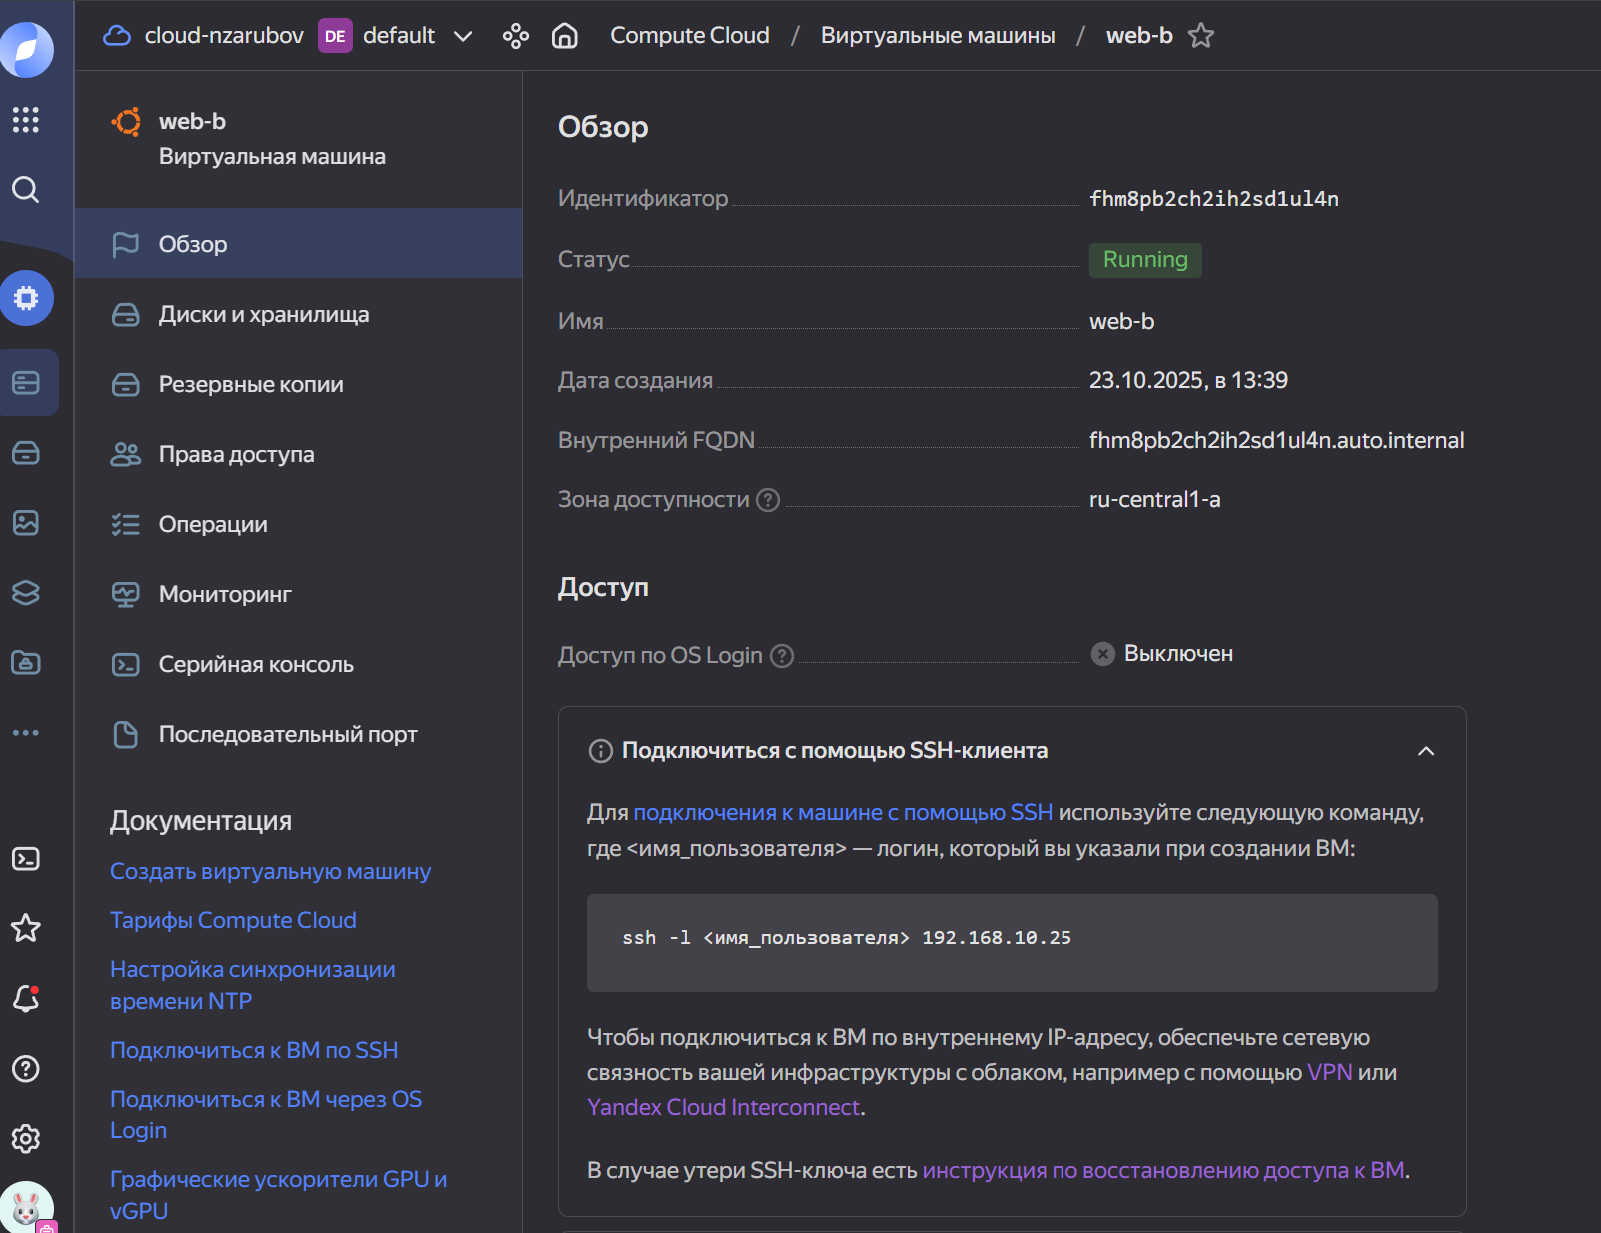 cloud-nzarubov DE default Compute Cloud / Виртуальные машины / web-b
web-b
Виртуальная машина
Обзор
Диски и хранилища
Резервные копии
Права доступа
Операции
Мониторинг
Серийная консоль
Последовательный порт
Документация
Создать виртуальную машину
Тарифы Compute Cloud
Настройка синхронизации
времени NTP
Подключиться к ВМ по SSH
Подключиться к ВМ через OS
Login
Графические ускорители GPU и
vGPU
Обзор
Идентификатор fhm8pb2ch2ih2sd1ul4n
Статус Running
Имя web-b
Дата создания 23.10.2025, в 13:39
Внутренний FQDN fhm8pb2ch2ih2sd1ul4n.auto.internal
Зона доступности ru-central1-a
Доступ
Доступ по OS Login Выключен
Подключиться с помощью SSH-клиента
Для подключения к машине с помощью SSH используйте следующую команду,
где <имя_пользователя> — логин, который вы указали при создании ВМ:
ssh -l <имя_пользователя> 192.168.10.25
Чтобы подключиться к ВМ по внутреннему IP-адресу, обеспечьте сетевую
связность вашей инфраструктуры с облаком, например с помощью VPN или
Yandex Cloud Interconnect.
В случае утери SSH-ключа есть инструкция по восстановлению доступа к ВМ.